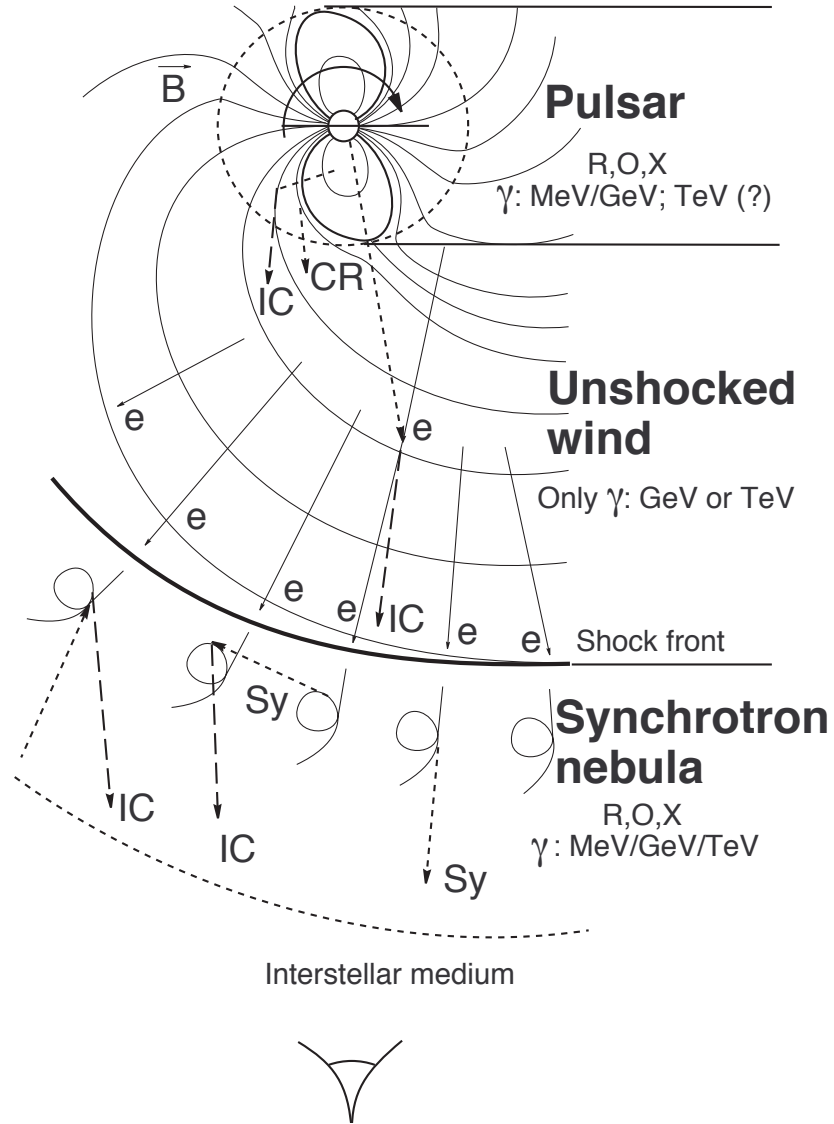 B
Pulsar
R,O,X
γ: MeV/GeV; TeV (?)
CR
IC
e
e
Unshocked
wind
Only γ: GeV or TeV
e
e
e
IC
e
e
Shock front
Sy
Synchrotron
nebula
IC
R,O,X
IC
γ: MeV/GeV/TeV
Sy
Interstellar medium